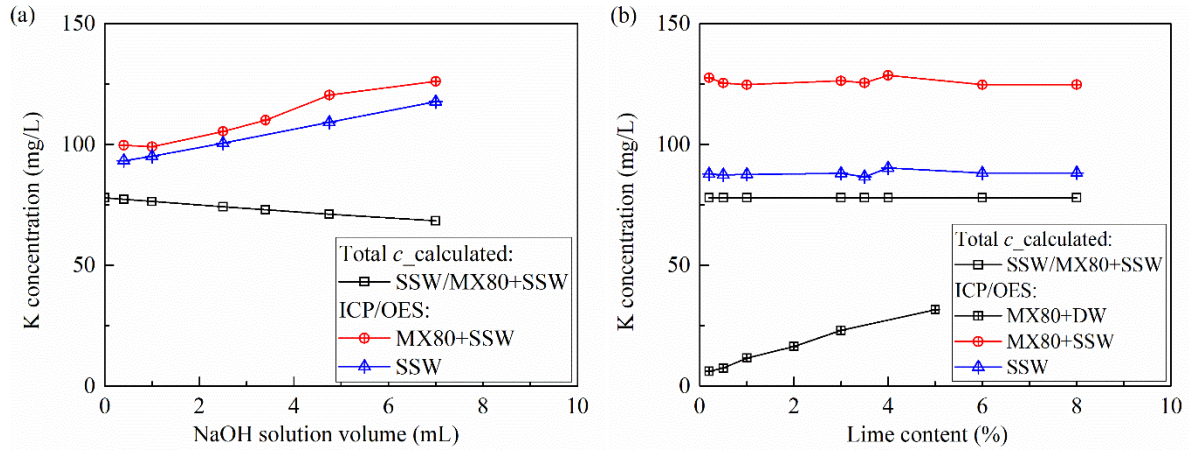 (a)
150
100
50
0
K concentration (mg/L)
0 2 4 6 8 10
NaOH solution volume (mL)
Total c_calculated:
SSW/MX80+SSW
ICP/OES:
MX80+SSW
SSW
(b)
150
100
50
0
K concentration (mg/L)
0 2 4 6 8 10
Lime content (%)
Total c_calculated:
SSW/MX80+SSW
ICP/OES:
MX80+DW
MX80+SSW
SSW